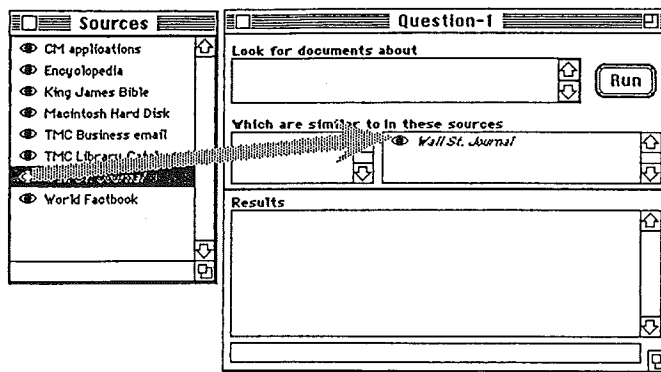 Sources
CM applications
Encyclopedia
King James Bible
Macintosh Hard Disk
TMC Business email
TMC Library
World Factbook
Question-1
Look for documents about
Run
Which are similar to in these sources
Wall St. Journal
Results